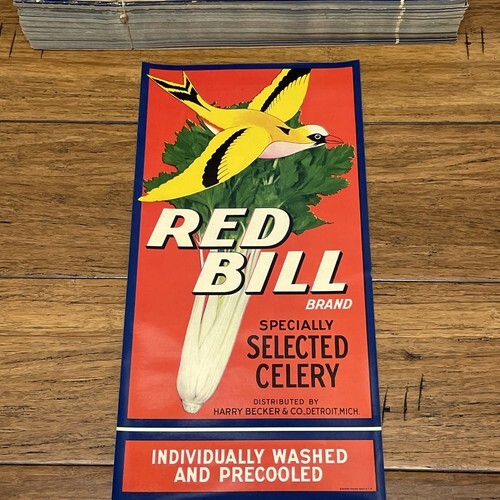 RED
BILL
BRAND
SPECIALLY
SELECTED
CELERY
DISTRIBUTED BY
HARRY BECKER & CO., DETROIT, MICH.
INDIVIDUALLY WASHED
AND PRECOOLED